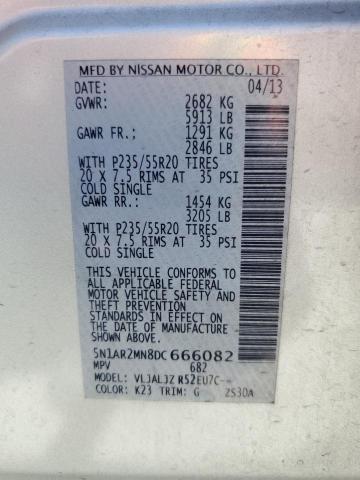 MFD BY NISSAN MOTOR CO., LTD.
DATE: 04/13
GVWR: 2682 KG
5913 LB
GAWR FR.: 1291 KG
2846 LB
WITH P235/55R20 TIRES
20 X 7.5 RIMS AT 35 PSI
COLD SINGLE
GAWR RR.: 1454 KG
3205 LB
WITH P235/55R20 TIRES
20 X 7.5 RIMS AT 35 PSI
COLD SINGLE
THIS VEHICLE CONFORMS TO
ALL APPLICABLE FEDERAL
MOTOR VEHICLE SAFETY
AND THEFT PREVENTION
STANDARDS IN EFFECT ON
THE DATE OF MANUFACTURE
SHOWN ABOVE.
5N1AR2MN8DC666082
MPV 682
MODEL: VLJALJZ R52EU7C--
COLOR: K23 TRIM: G ZS30A